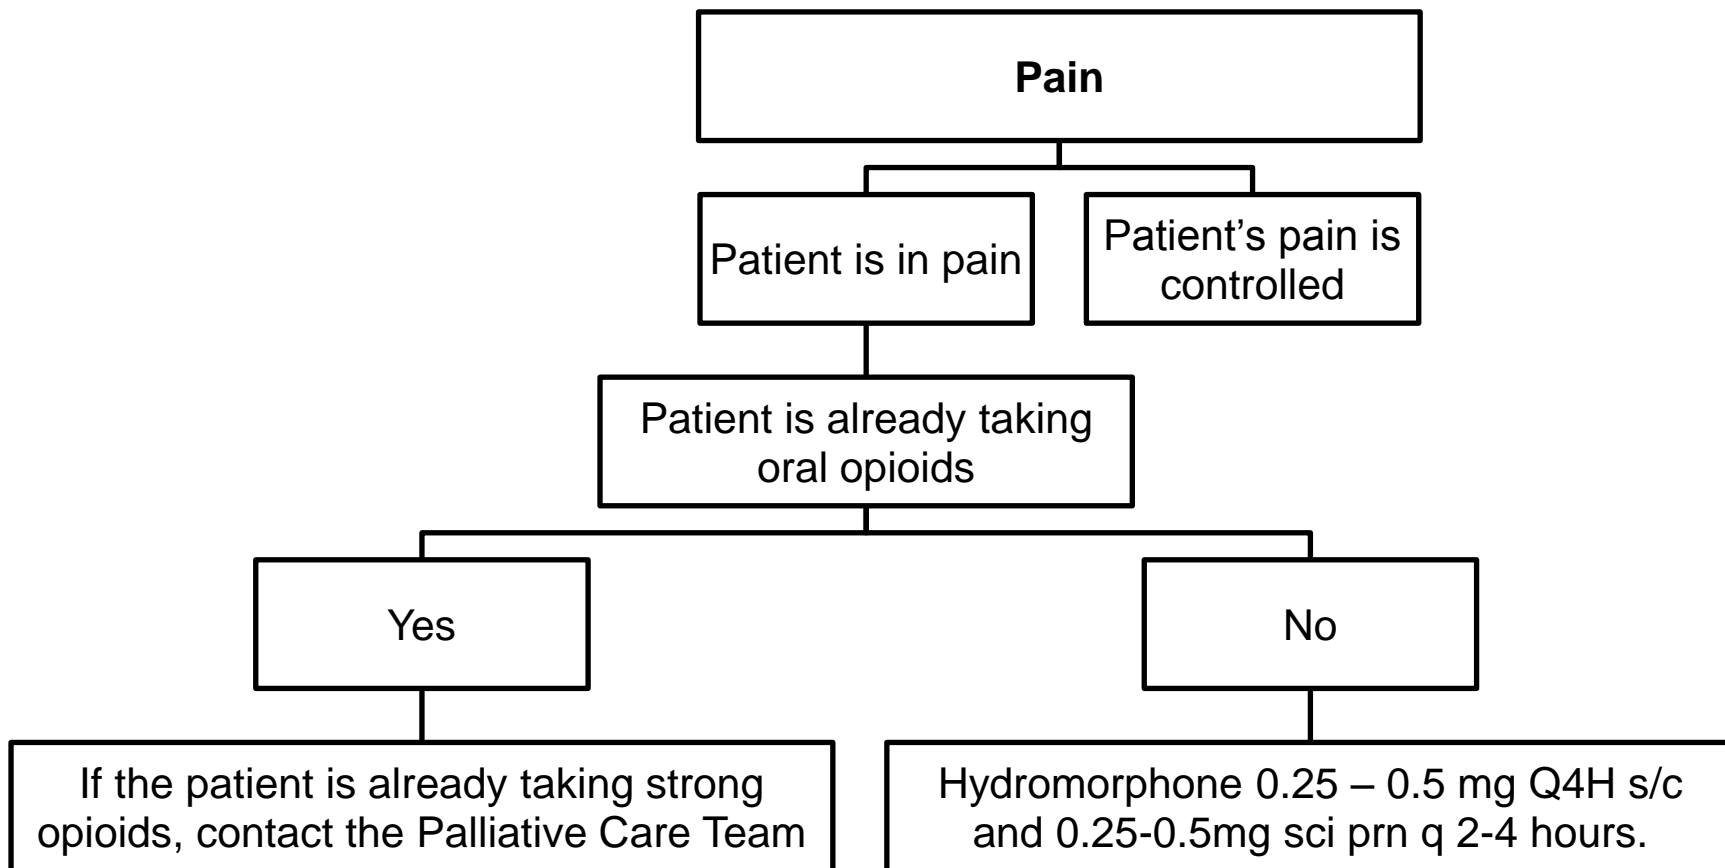 Pain
Patient is in pain
Patient’s pain is
controlled
Patient is already taking
oral opioids
Yes
No
If the patient is already taking strong
opioids, contact the Palliative Care Team
Hydromorphone 0.25 – 0.5 mg Q4H s/c
and 0.25-0.5mg sci prn q 2-4 hours.